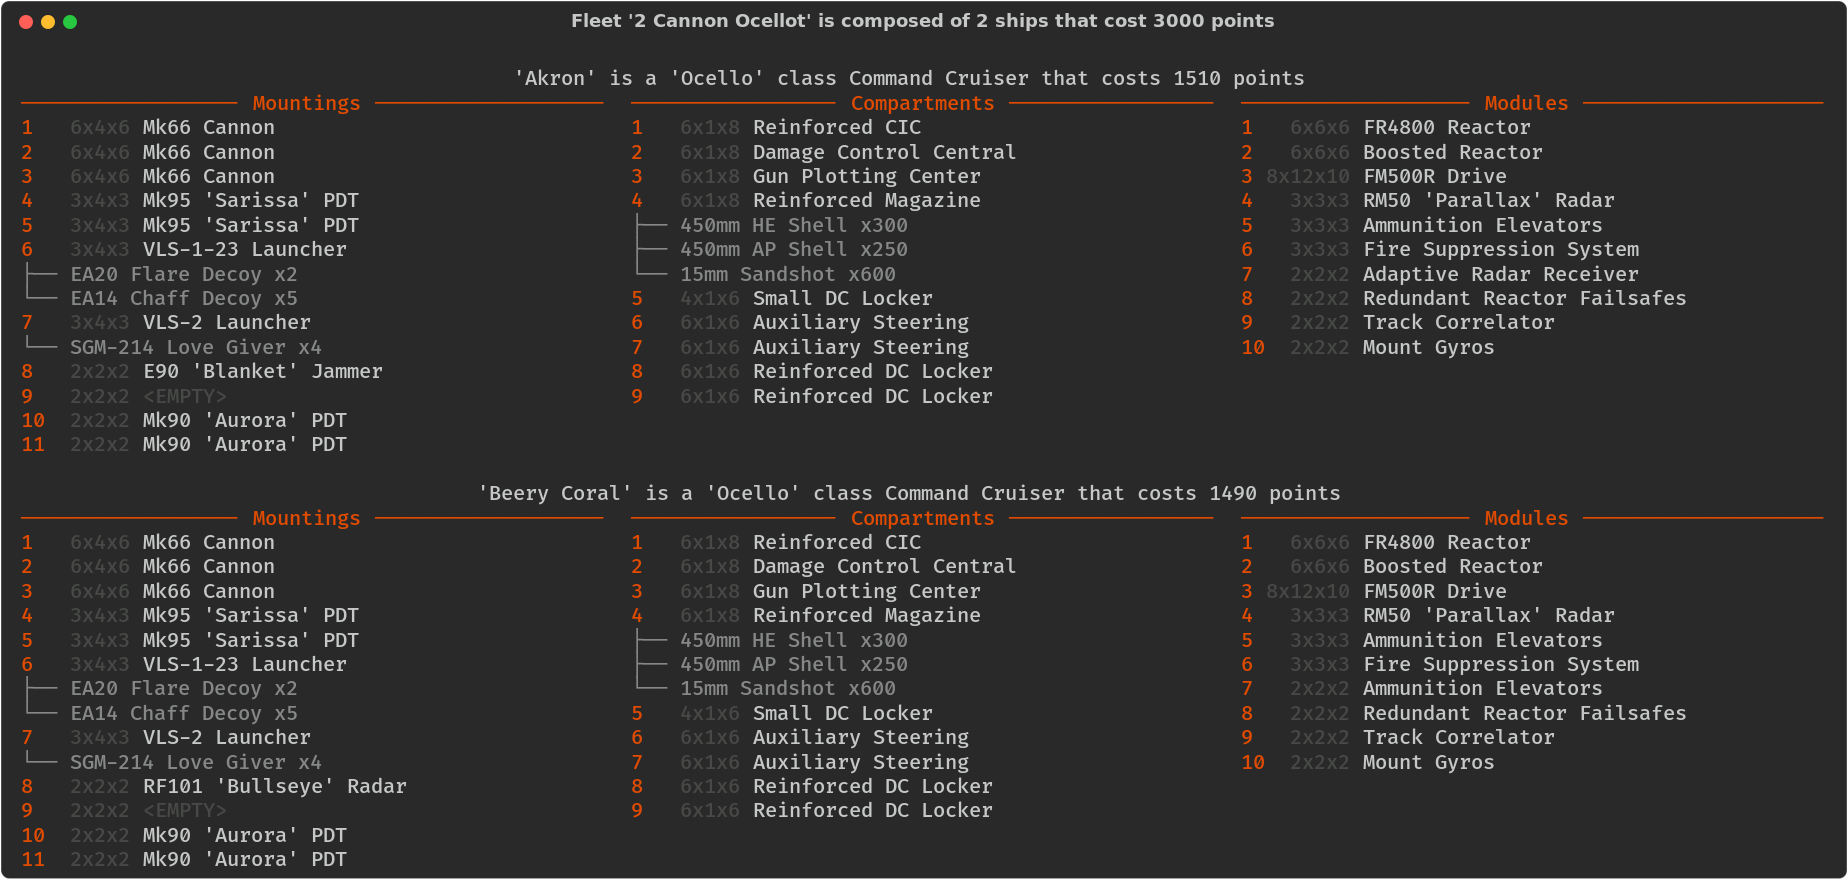 Fleet '2 Cannon Ocellot' is composed of 2 ships that cost 3000 points
'Akron' is a 'Ocello' class Command Cruiser that costs 1510 points
Mountings
1 6x4x6 Mk66 Cannon
2 6x4x6 Mk66 Cannon
3 6x4x6 Mk66 Cannon
4 3x4x3 Mk95 'Sarissa' PDT
5 3x4x3 Mk95 'Sarissa' PDT
6 3x4x3 VLS-1-23 Launcher
EA20 Flare Decoy x2
EA14 Chaff Decoy x5
7 3x4x3 VLS-2 Launcher
SGM-214 Love Giver x4
8 2x2x2 E90 'Blanket' Jammer
9 2x2x2 <EMPTY>
10 2x2x2 Mk90 'Aurora' PDT
11 2x2x2 Mk90 'Aurora' PDT
Compartments
1 6x1x8 Reinforced CIC
2 6x1x8 Damage Control Central
3 6x1x8 Gun Plotting Center
4 6x1x8 Reinforced Magazine
450mm HE Shell x300
450mm AP Shell x250
15mm Sandshot x600
5 4x1x6 Small DC Locker
6 6x1x6 Auxiliary Steering
7 6x1x6 Auxiliary Steering
8 6x1x6 Reinforced DC Locker
9 6x1x6 Reinforced DC Locker
Modules
1 6x6x6 FR4800 Reactor
2 6x6x6 Boosted Reactor
3 8x12x10 FM500R Drive
4 3x3x3 RM50 'Parallax' Radar
5 3x3x3 Ammunition Elevators
6 3x3x3 Fire Suppression System
7 2x2x2 Adaptive Radar Receiver
8 2x2x2 Redundant Reactor Failsafes
9 2x2x2 Track Correlator
10 2x2x2 Mount Gyros
'Beery Coral' is a 'Ocello' class Command Cruiser that costs 1490 points
Mountings
1 6x4x6 Mk66 Cannon
2 6x4x6 Mk66 Cannon
3 6x4x6 Mk66 Cannon
4 3x4x3 Mk95 'Sarissa' PDT
5 3x4x3 Mk95 'Sarissa' PDT
6 3x4x3 VLS-1-23 Launcher
EA20 Flare Decoy x2
EA14 Chaff Decoy x5
7 3x4x3 VLS-2 Launcher
SGM-214 Love Giver x4
8 2x2x2 RF101 'Bullseye' Radar
9 2x2x2 <EMPTY>
10 2x2x2 Mk90 'Aurora' PDT
11 2x2x2 Mk90 'Aurora' PDT
Compartments
1 6x1x8 Reinforced CIC
2 6x1x8 Damage Control Central
3 6x1x8 Gun Plotting Center
4 6x1x8 Reinforced Magazine
450mm HE Shell x300
450mm AP Shell x250
15mm Sandshot x600
5 4x1x6 Small DC Locker
6 6x1x6 Auxiliary Steering
7 6x1x6 Auxiliary Steering
8 6x1x6 Reinforced DC Locker
9 6x1x6 Reinforced DC Locker
Modules
1 6x6x6 FR4800 Reactor
2 6x6x6 Boosted Reactor
3 8x12x10 FM500R Drive
4 3x3x3 RM50 'Parallax' Radar
5 3x3x3 Ammunition Elevators
6 3x3x3 Fire Suppression System
7 2x2x2 Ammunition Elevators
8 2x2x2 Redundant Reactor Failsafes
9 2x2x2 Track Correlator
10 2x2x2 Mount Gyros